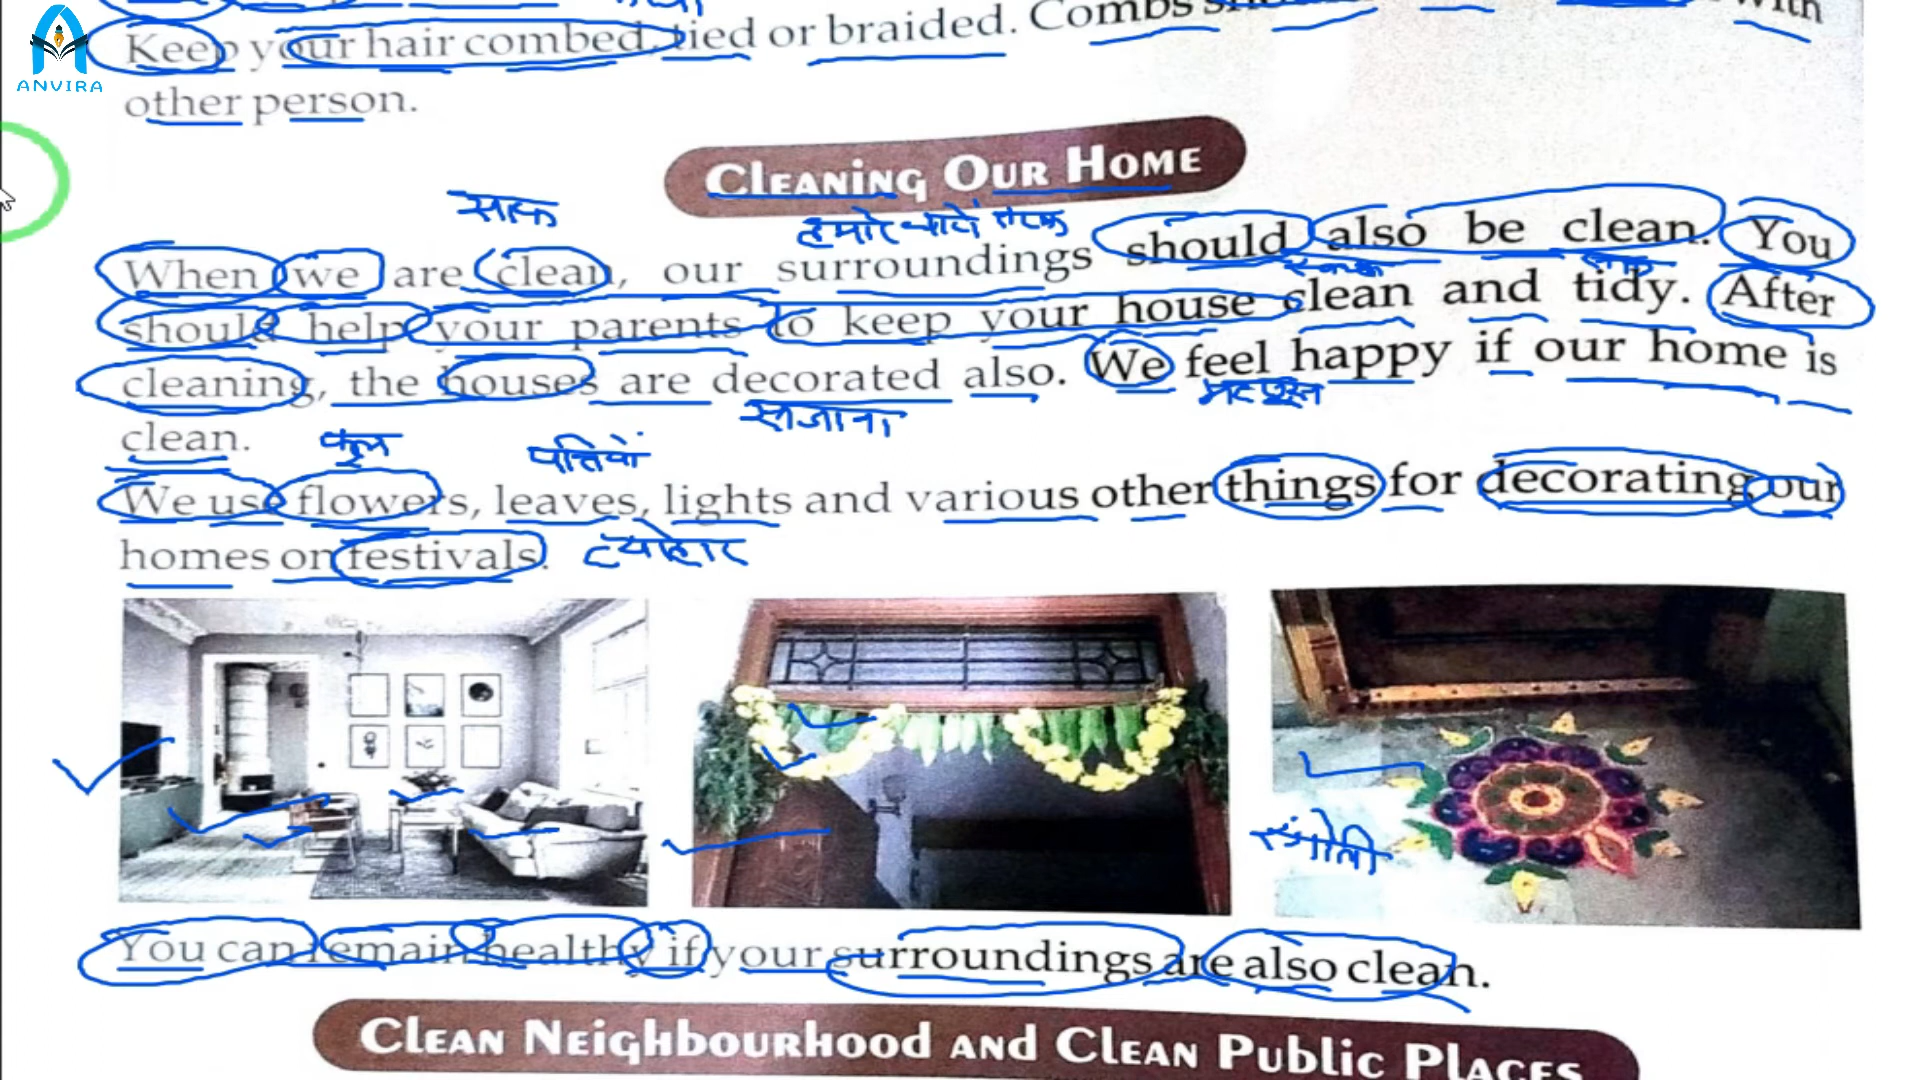 ANVIRA
Keep your hair combed, tied or braided. Combs
other person.
CLEANING OUR HOME
साफ
हमारे चारों तरफ
When we are clean, our surroundings should also be clean. You
साफ
should help your parents to keep your house clean and tidy. After
cleaning, the houses are decorated also. We feel happy if our home is
महसूस
सजाना
clean.
फूल पत्तियों
We use flowers, leaves, lights and various other things for decorating our
homes on festivals. त्योहार
रंगोली
You can remain healthy if your surroundings are also clean.
CLEAN NEIGHBOURHOOD AND CLEAN PUBLIC PLACES